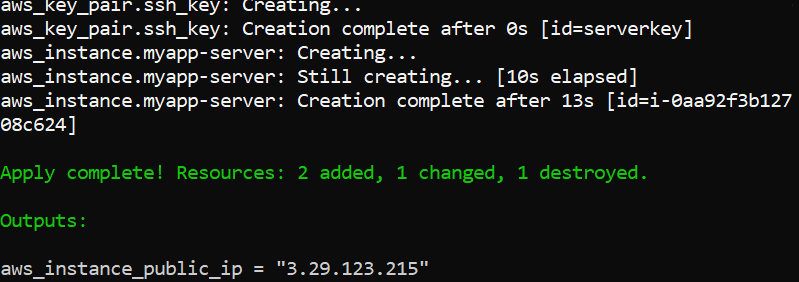 aws_key_pair.ssh_key: Creating...
aws_key_pair.ssh_key: Creation complete after 0s [id=serverkey]
aws_instance.myapp-server: Creating...
aws_instance.myapp-server: Still creating... [10s elapsed]
aws_instance.myapp-server: Creation complete after 13s [id=i-0aa92f3b127
08c624]
Apply complete! Resources: 2 added, 1 changed, 1 destroyed.
Outputs:
aws_instance_public_ip = "3.29.123.215"